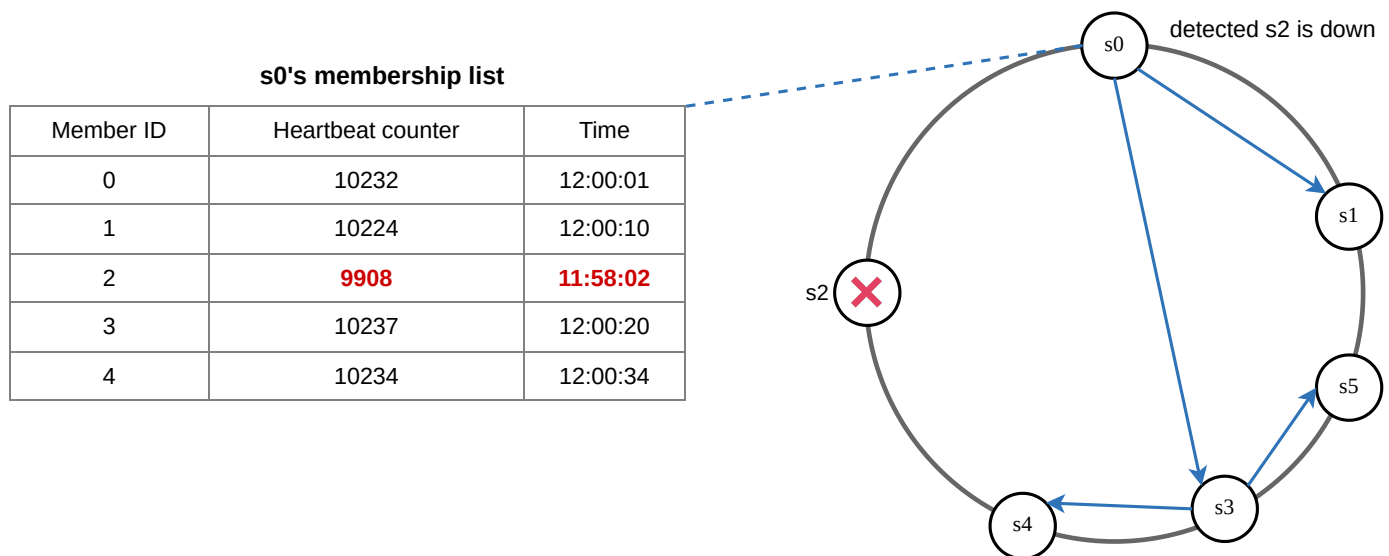 s0's membership list
Member ID Heartbeat counter Time
0 10232 12:00:01
1 10224 12:00:10
2 9908 11:58:02
3 10237 12:00:20
4 10234 12:00:34
s0
detected s2 is down
s1
s2
s5
s3
s4